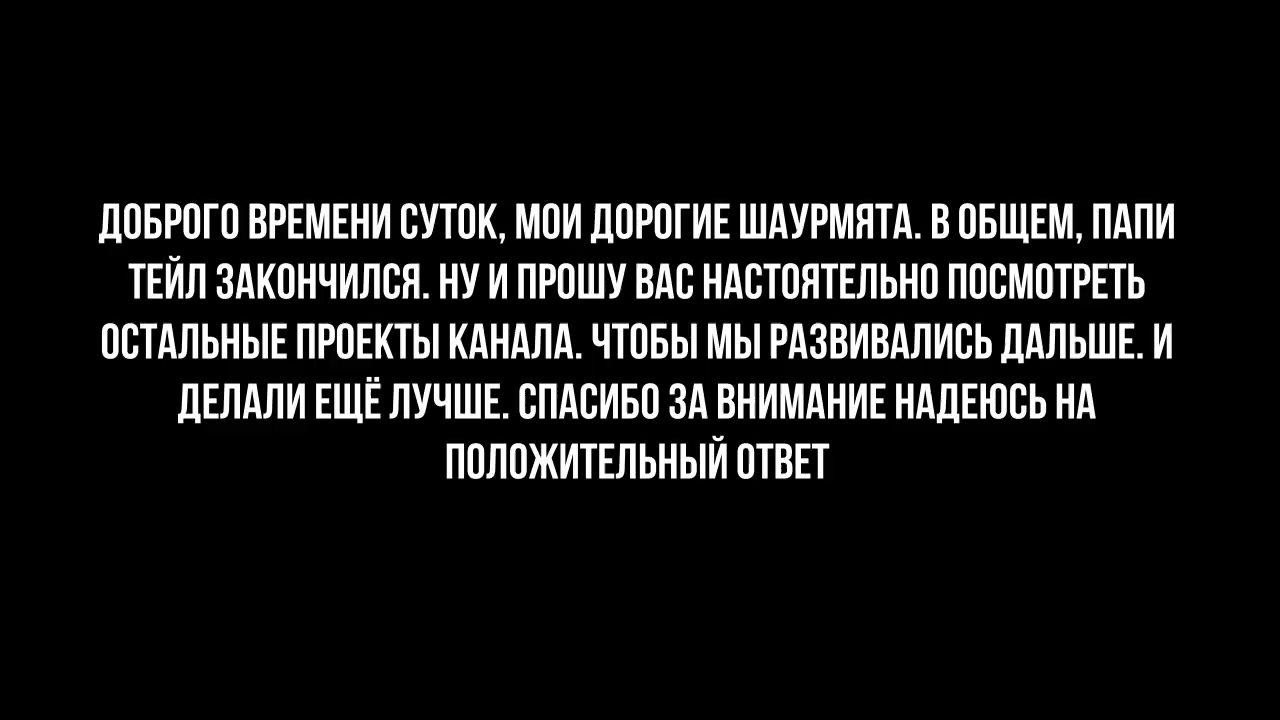 ДОБРОГО ВРЕМЕНИ СУТОК, МОИ ДОРОГИЕ ШАУРМЯТА. В ОБЩЕМ, ПАПИ
ТЕЙЛ ЗАКОНЧИЛСЯ. НУ И ПРОШУ ВАС НАСТОЯТЕЛЬНО ПОСМОТРЕТЬ
ОСТАЛЬНЫЕ ПРОЕКТЫ КАНАЛА. ЧТОБЫ МЫ РАЗВИВАЛИСЬ ДАЛЬШЕ. И
ДЕЛАЛИ ЕЩЁ ЛУЧШЕ. СПАСИБО ЗА ВНИМАНИЕ НАДЕЮСЬ НА
ПОЛОЖИТЕЛЬНЫЙ ОТВЕТ